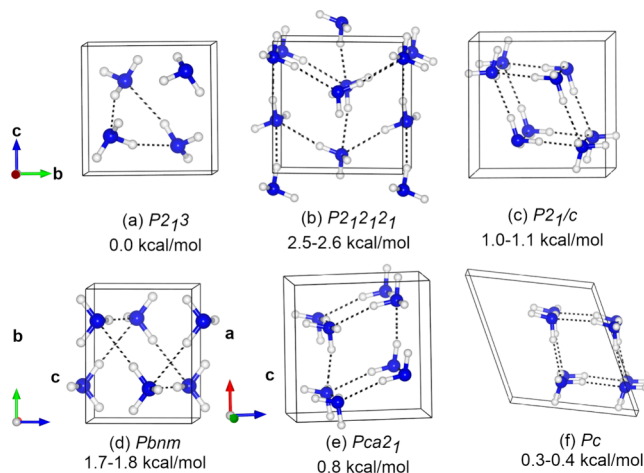 c
b
(a) P2₁3
0.0 kcal/mol
(b) P2₁2₁2₁
2.5-2.6 kcal/mol
(c) P2₁/c
1.0-1.1 kcal/mol
b
c
(d) Pbnm
1.7-1.8 kcal/mol
a
c
(e) Pca2₁
0.8 kcal/mol
(f) Pc
0.3-0.4 kcal/mol